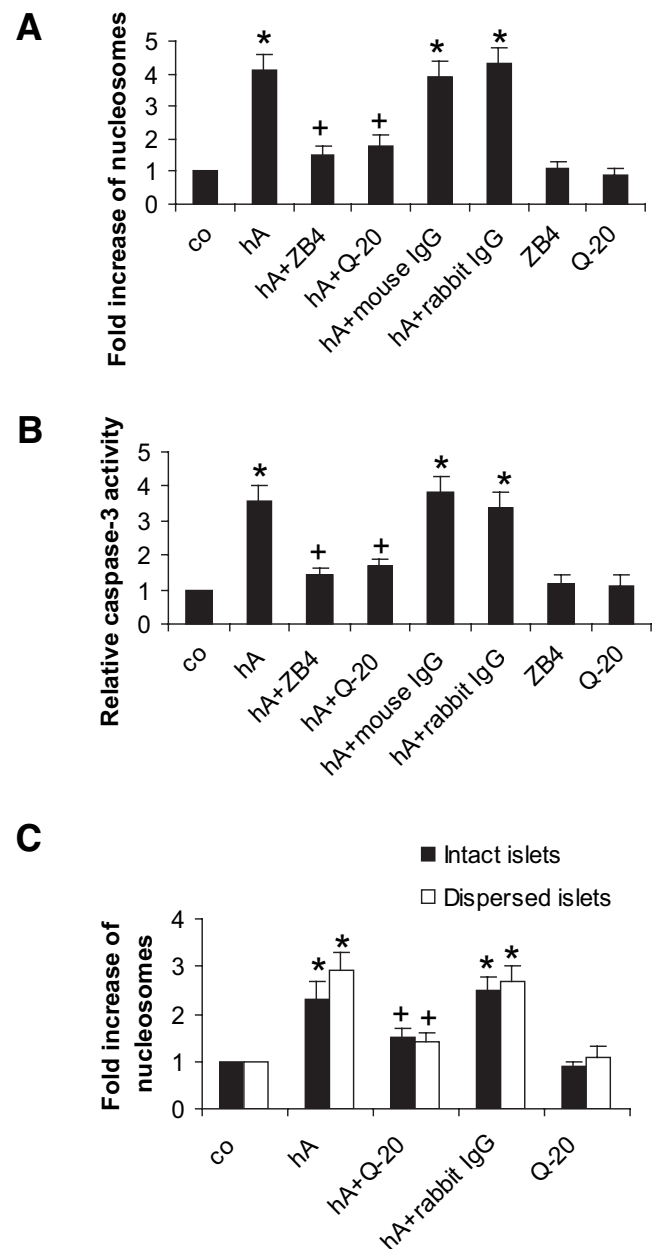 A
Fold increase of nucleosomes
5
4
3
2
1
0
*
+
+
*
*
co
hA
hA+ZB4
hA+Q-20
hA+mouse IgG
hA+rabbit IgG
ZB4
Q-20
B
Relative caspase-3 activity
5
4
3
2
1
0
*
+
+
*
*
co
hA
hA+ZB4
hA+Q-20
hA+mouse IgG
hA+rabbit IgG
ZB4
Q-20
C
Intact islets
Dispersed islets
Fold increase of
nucleosomes
4
3
2
1
0
*
*
+
+
*
*
co
hA
hA+Q-20
hA+rabbit IgG
Q-20